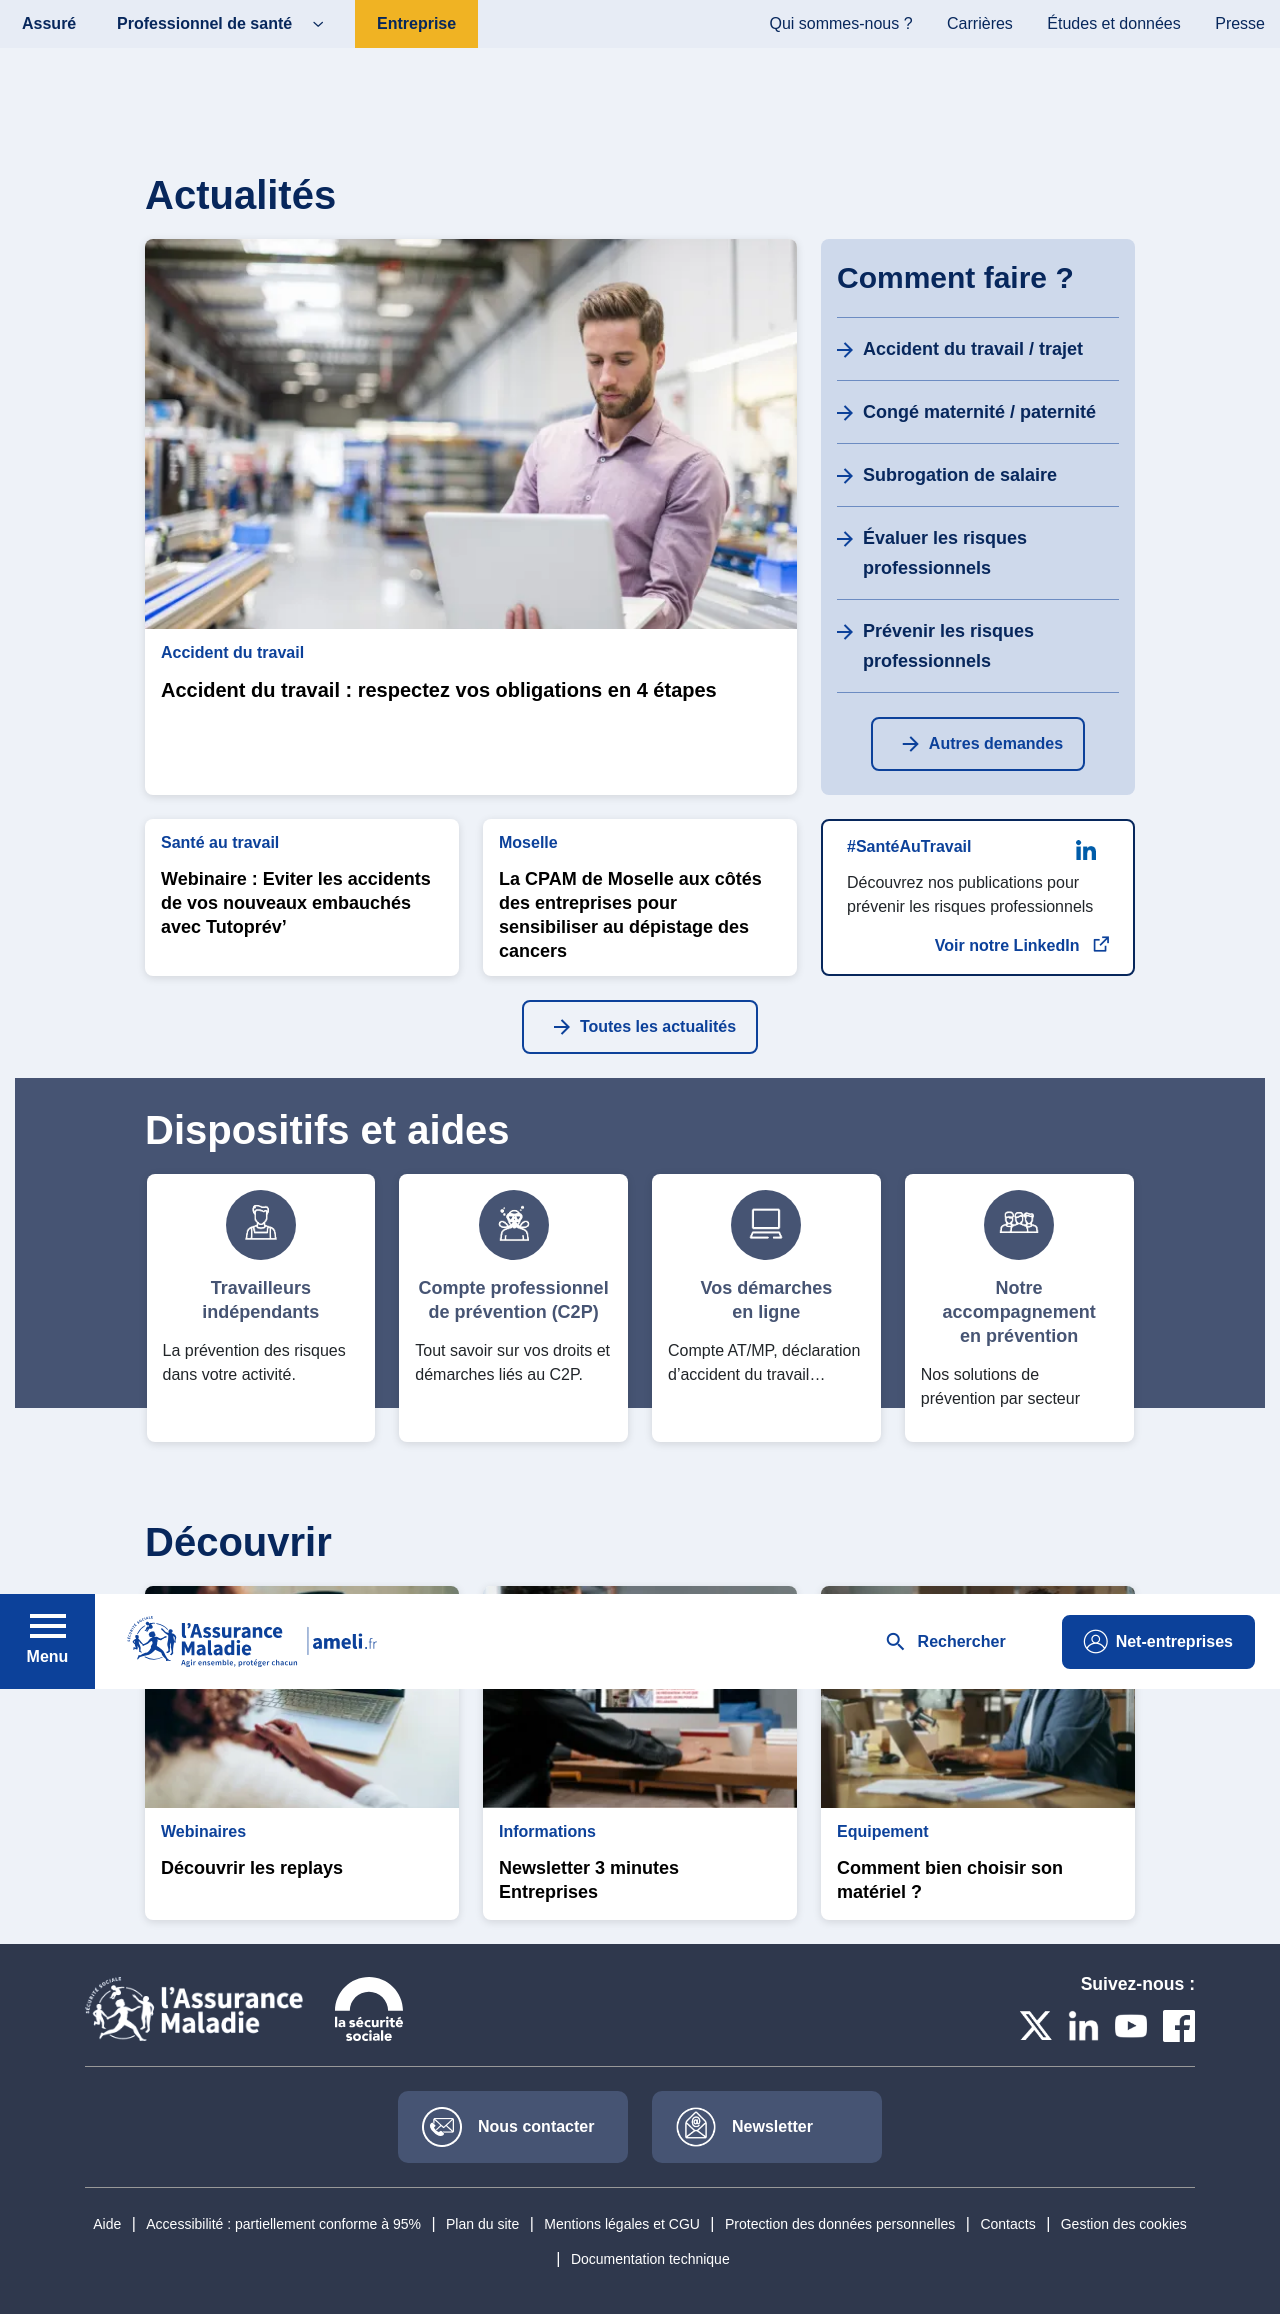 Assuré
Professionnel de santé
Entreprise
Qui sommes-nous ?
Carrières
Études et données
Presse
Actualités
Accident du travail
Accident du travail : respectez vos obligations en 4 étapes
Comment faire ?
Accident du travail / trajet
Congé maternité / paternité
Subrogation de salaire
Évaluer les risques
professionnels
Prévenir les risques
professionnels
Autres demandes
Santé au travail
Webinaire : Eviter les accidents
de vos nouveaux embauchés
avec Tutoprév’
Moselle
La CPAM de Moselle aux côtés
des entreprises pour
sensibiliser au dépistage des
cancers
#SantéAuTravail
Découvrez nos publications pour
prévenir les risques professionnels
Voir notre LinkedIn
Toutes les actualités
Dispositifs et aides
Travailleurs
indépendants
La prévention des risques
dans votre activité.
Compte professionnel
de prévention (C2P)
Tout savoir sur vos droits et
démarches liés au C2P.
Vos démarches
en ligne
Compte AT/MP, déclaration
d’accident du travail…
Notre
accompagnement
en prévention
Nos solutions de
prévention par secteur
Découvrir
Menu
SÉCURITÉ SOCIALE
l'Assurance
Maladie
Agir ensemble, protéger chacun
ameli.fr
Rechercher
Net-entreprises
Webinaires
Découvrir les replays
Informations
Newsletter 3 minutes
Entreprises
Equipement
Comment bien choisir son
matériel ?
SÉCURITÉ SOCIALE
l'Assurance
Maladie
la sécurité
sociale
Suivez-nous :
Nous contacter
Newsletter
Aide | Accessibilité : partiellement conforme à 95% | Plan du site | Mentions légales et CGU | Protection des données personnelles | Contacts | Gestion des cookies
| Documentation technique